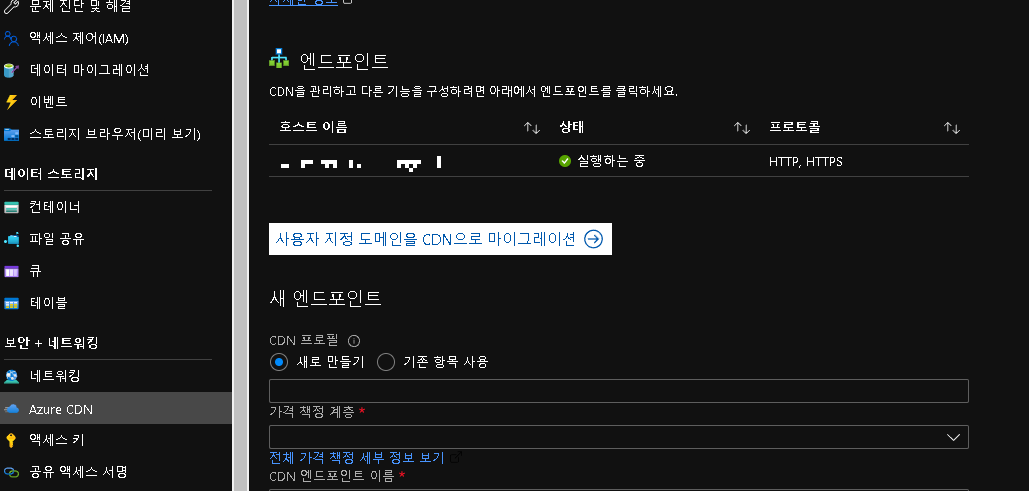 문제 진단 및 해결
액세스 제어(IAM)
데이터 마이그레이션
이벤트
스토리지 브라우저(미리 보기)
데이터 스토리지
컨테이너
파일 공유
큐
테이블
보안 + 네트워킹
네트워킹
Azure CDN
액세스 키
공유 액세스 서명
자세한 정보
엔드포인트
CDN을 관리하고 다른 기능을 구성하려면 아래에서 엔드포인트를 클릭하세요.
호스트 이름 상태 프로토콜
실행하는 중 HTTP, HTTPS
사용자 지정 도메인을 CDN으로 마이그레이션
새 엔드포인트
CDN 프로필
새로 만들기 기존 항목 사용
가격 책정 계층 *
전체 가격 책정 세부 정보 보기
CDN 엔드포인트 이름 *